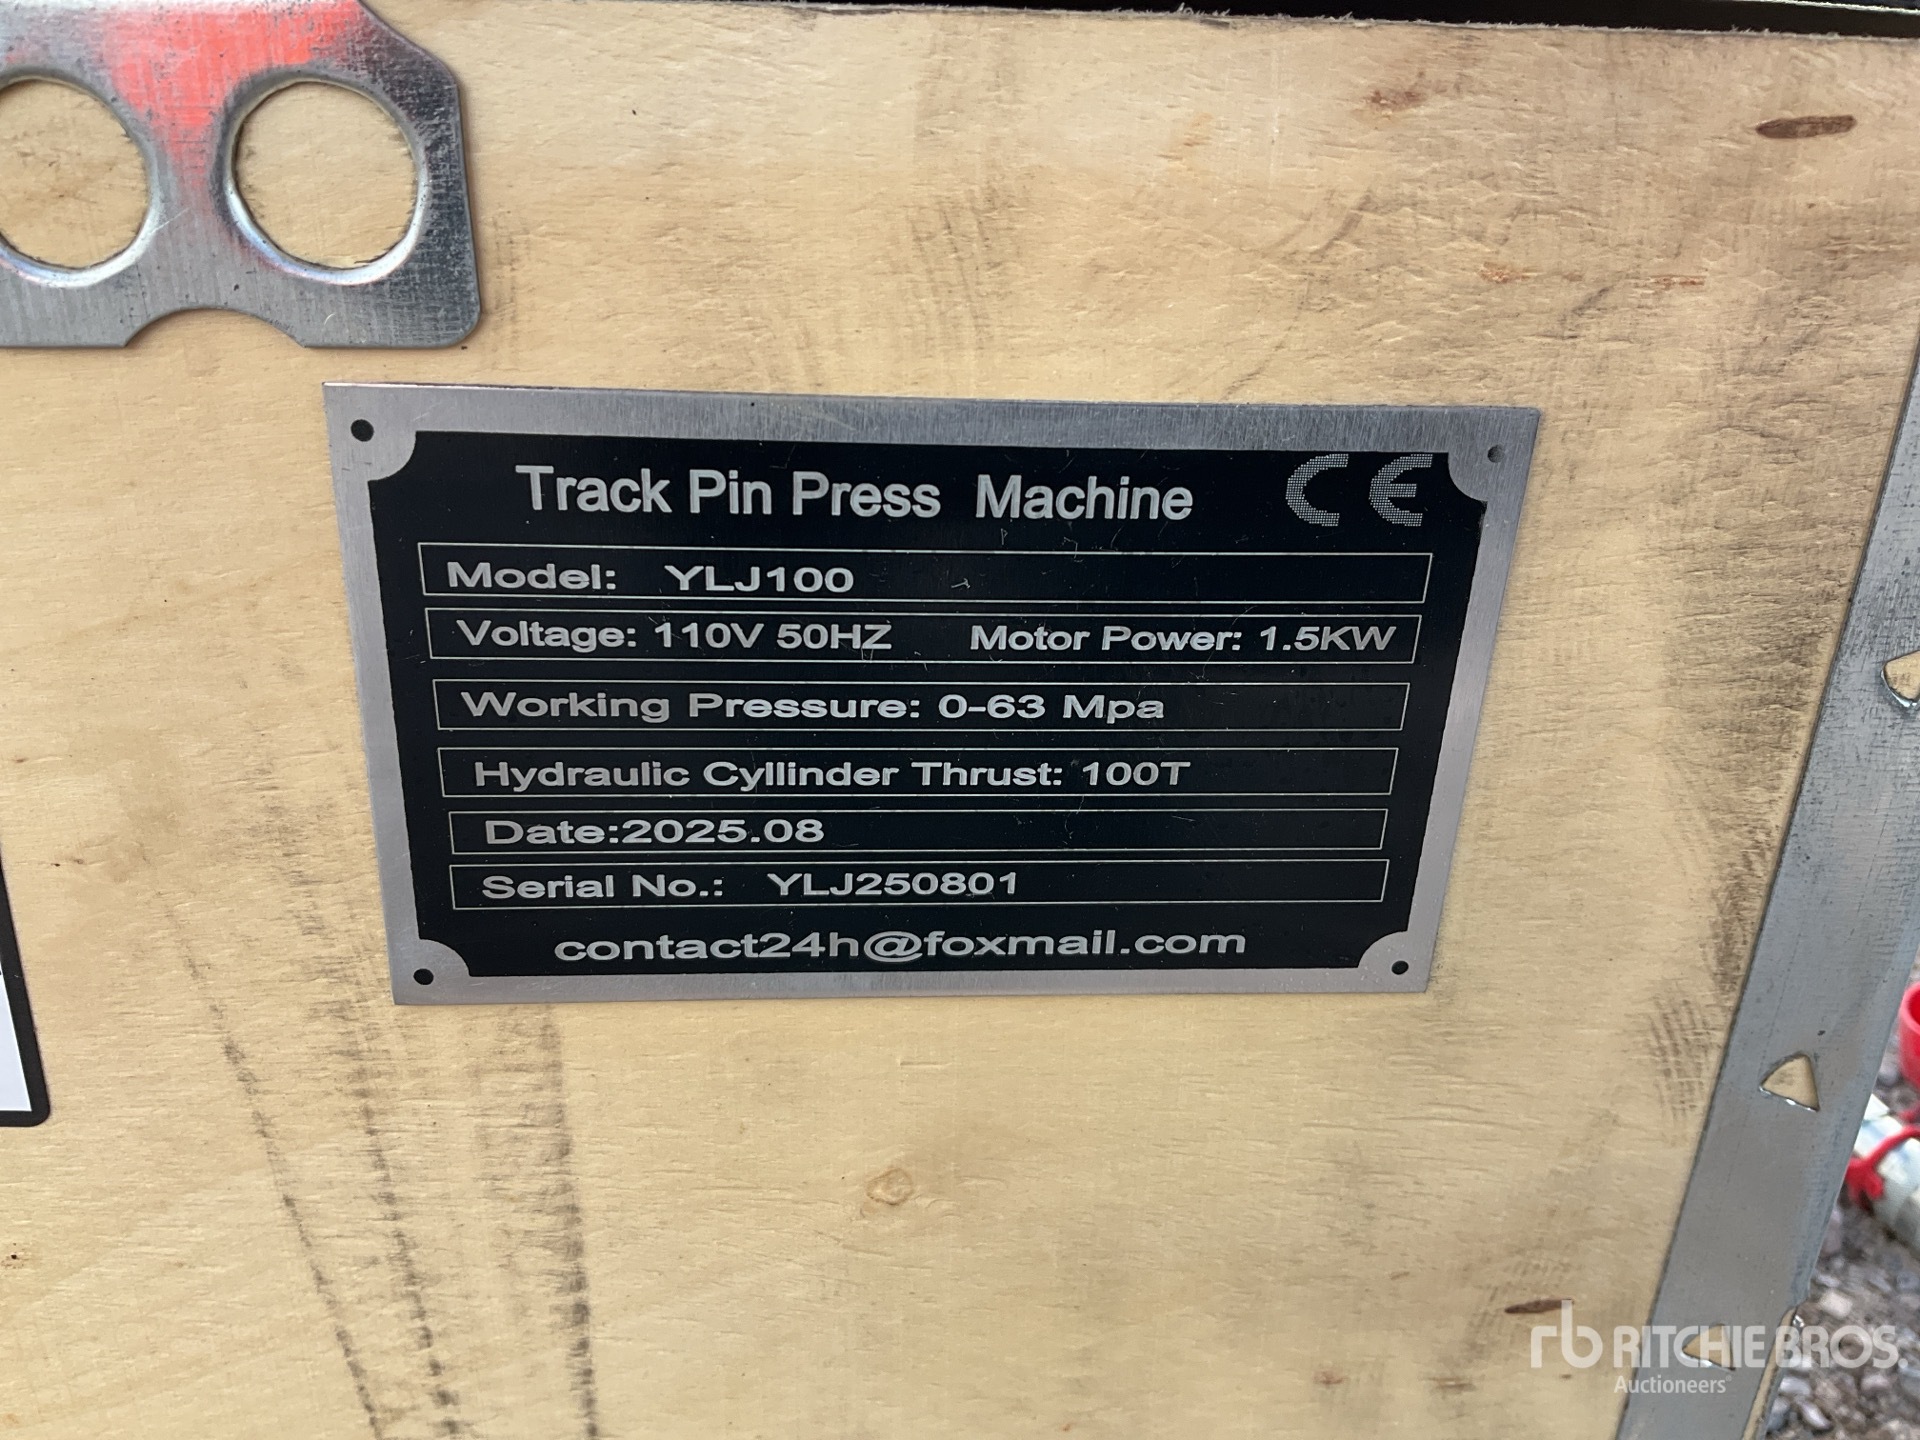 Track Pin Press Machine CE
Model: YLJ100
Voltage: 110V 50HZ Motor Power: 1.5KW
Working Pressure: 0-63 Mpa
Hydraulic Cyllinder Thrust: 100T
Date:2025.08
Serial No.: YLJ250801
contact24h@foxmail.com
rb RITCHIE BROS.
Auctioneers